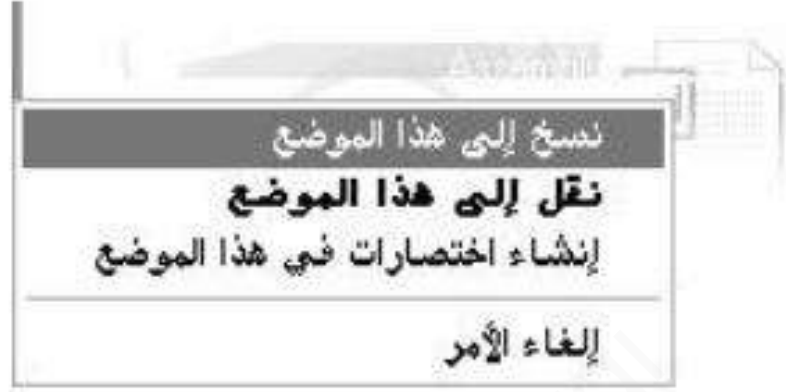 نسخ إلى هذا الموضع
نقل إلى هذا الموضع
إنشاء اختصارات في هذا الموضع
إلغاء الأمر